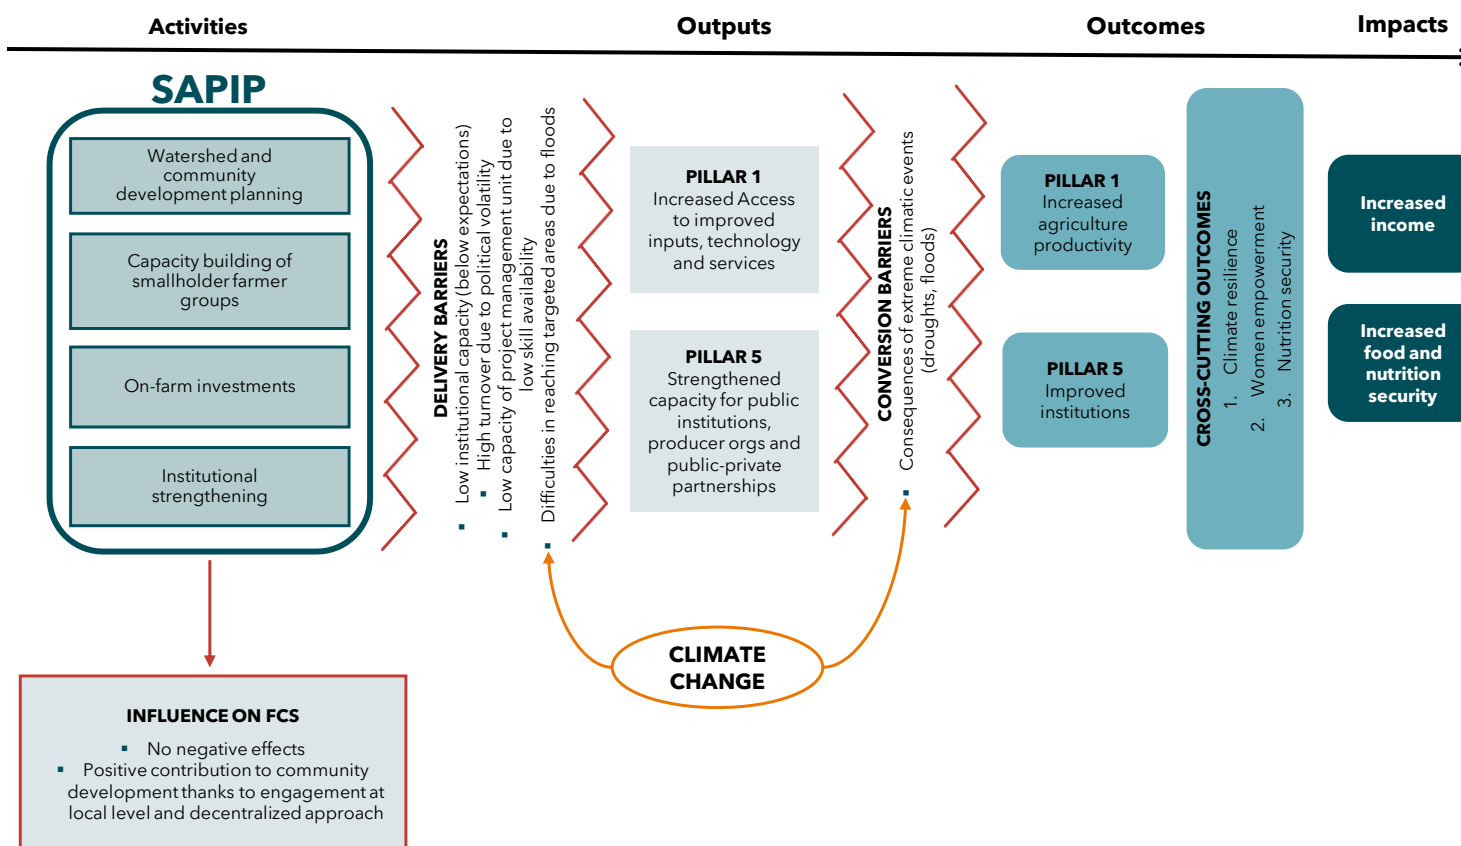 Activities
Outputs
Outcomes
Impacts
SAPIP
Watershed and
community
development planning
Capacity building of
smallholder farmer
groups
On-farm investments
Institutional
strengthening
DELIVERY BARRIERS
▪ Low institutional capacity (below expectations)
▪ High turnover due to political volatility
▪ Low capacity of project management unit due to
low skill availability
▪ Difficulties in reaching targeted areas due to floods
PILLAR 1
Increased Access
to improved
inputs, technology
and services
PILLAR 5
Strengthened
capacity for public
institutions,
producer orgs and
public-private
partnerships
CONVERSION BARRIERS
▪ Consequences of extreme climatic events
(droughts, floods)
PILLAR 1
Increased
agriculture
productivity
PILLAR 5
Improved
institutions
CROSS-CUTTING OUTCOMES
1. Climate resilience
2. Women empowerment
3. Nutrition security
Increased
income
Increased
food and
nutrition
security
CLIMATE
CHANGE
INFLUENCE ON FCS
▪ No negative effects
▪ Positive contribution to community
development thanks to engagement at
local level and decentralized approach